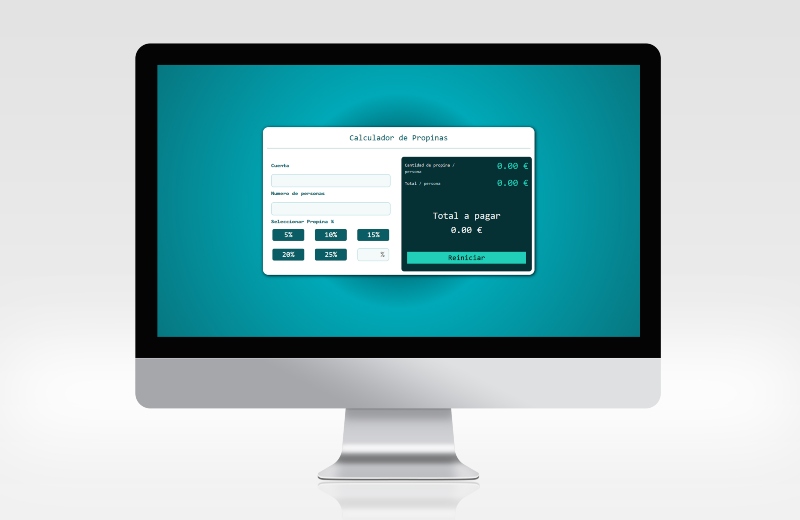 Calculador de Propinas
Cuenta
Numero de personas
Seleccionar Propina %
5%
10%
15%
20%
25%
%
Cantidad de propina /
persona
0.00 €
Total / persona
0.00 €
Total a pagar
0.00 €
Reiniciar